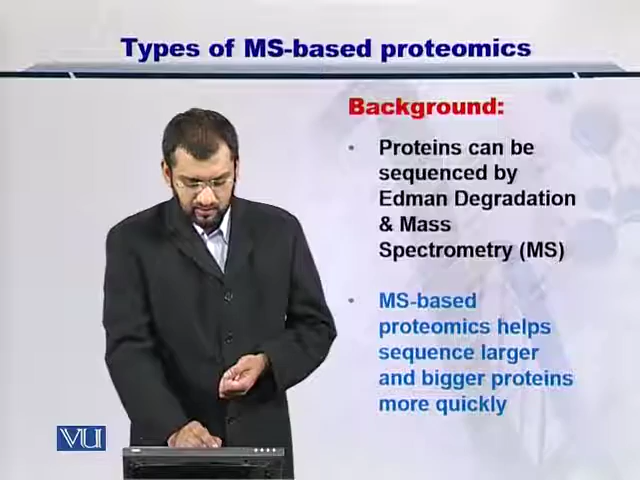 Types of MS-based proteomics
Background:
• Proteins can be
sequenced by
Edman Degradation
& Mass
Spectrometry (MS)
• MS-based
proteomics helps
sequence larger
and bigger proteins
more quickly
VU